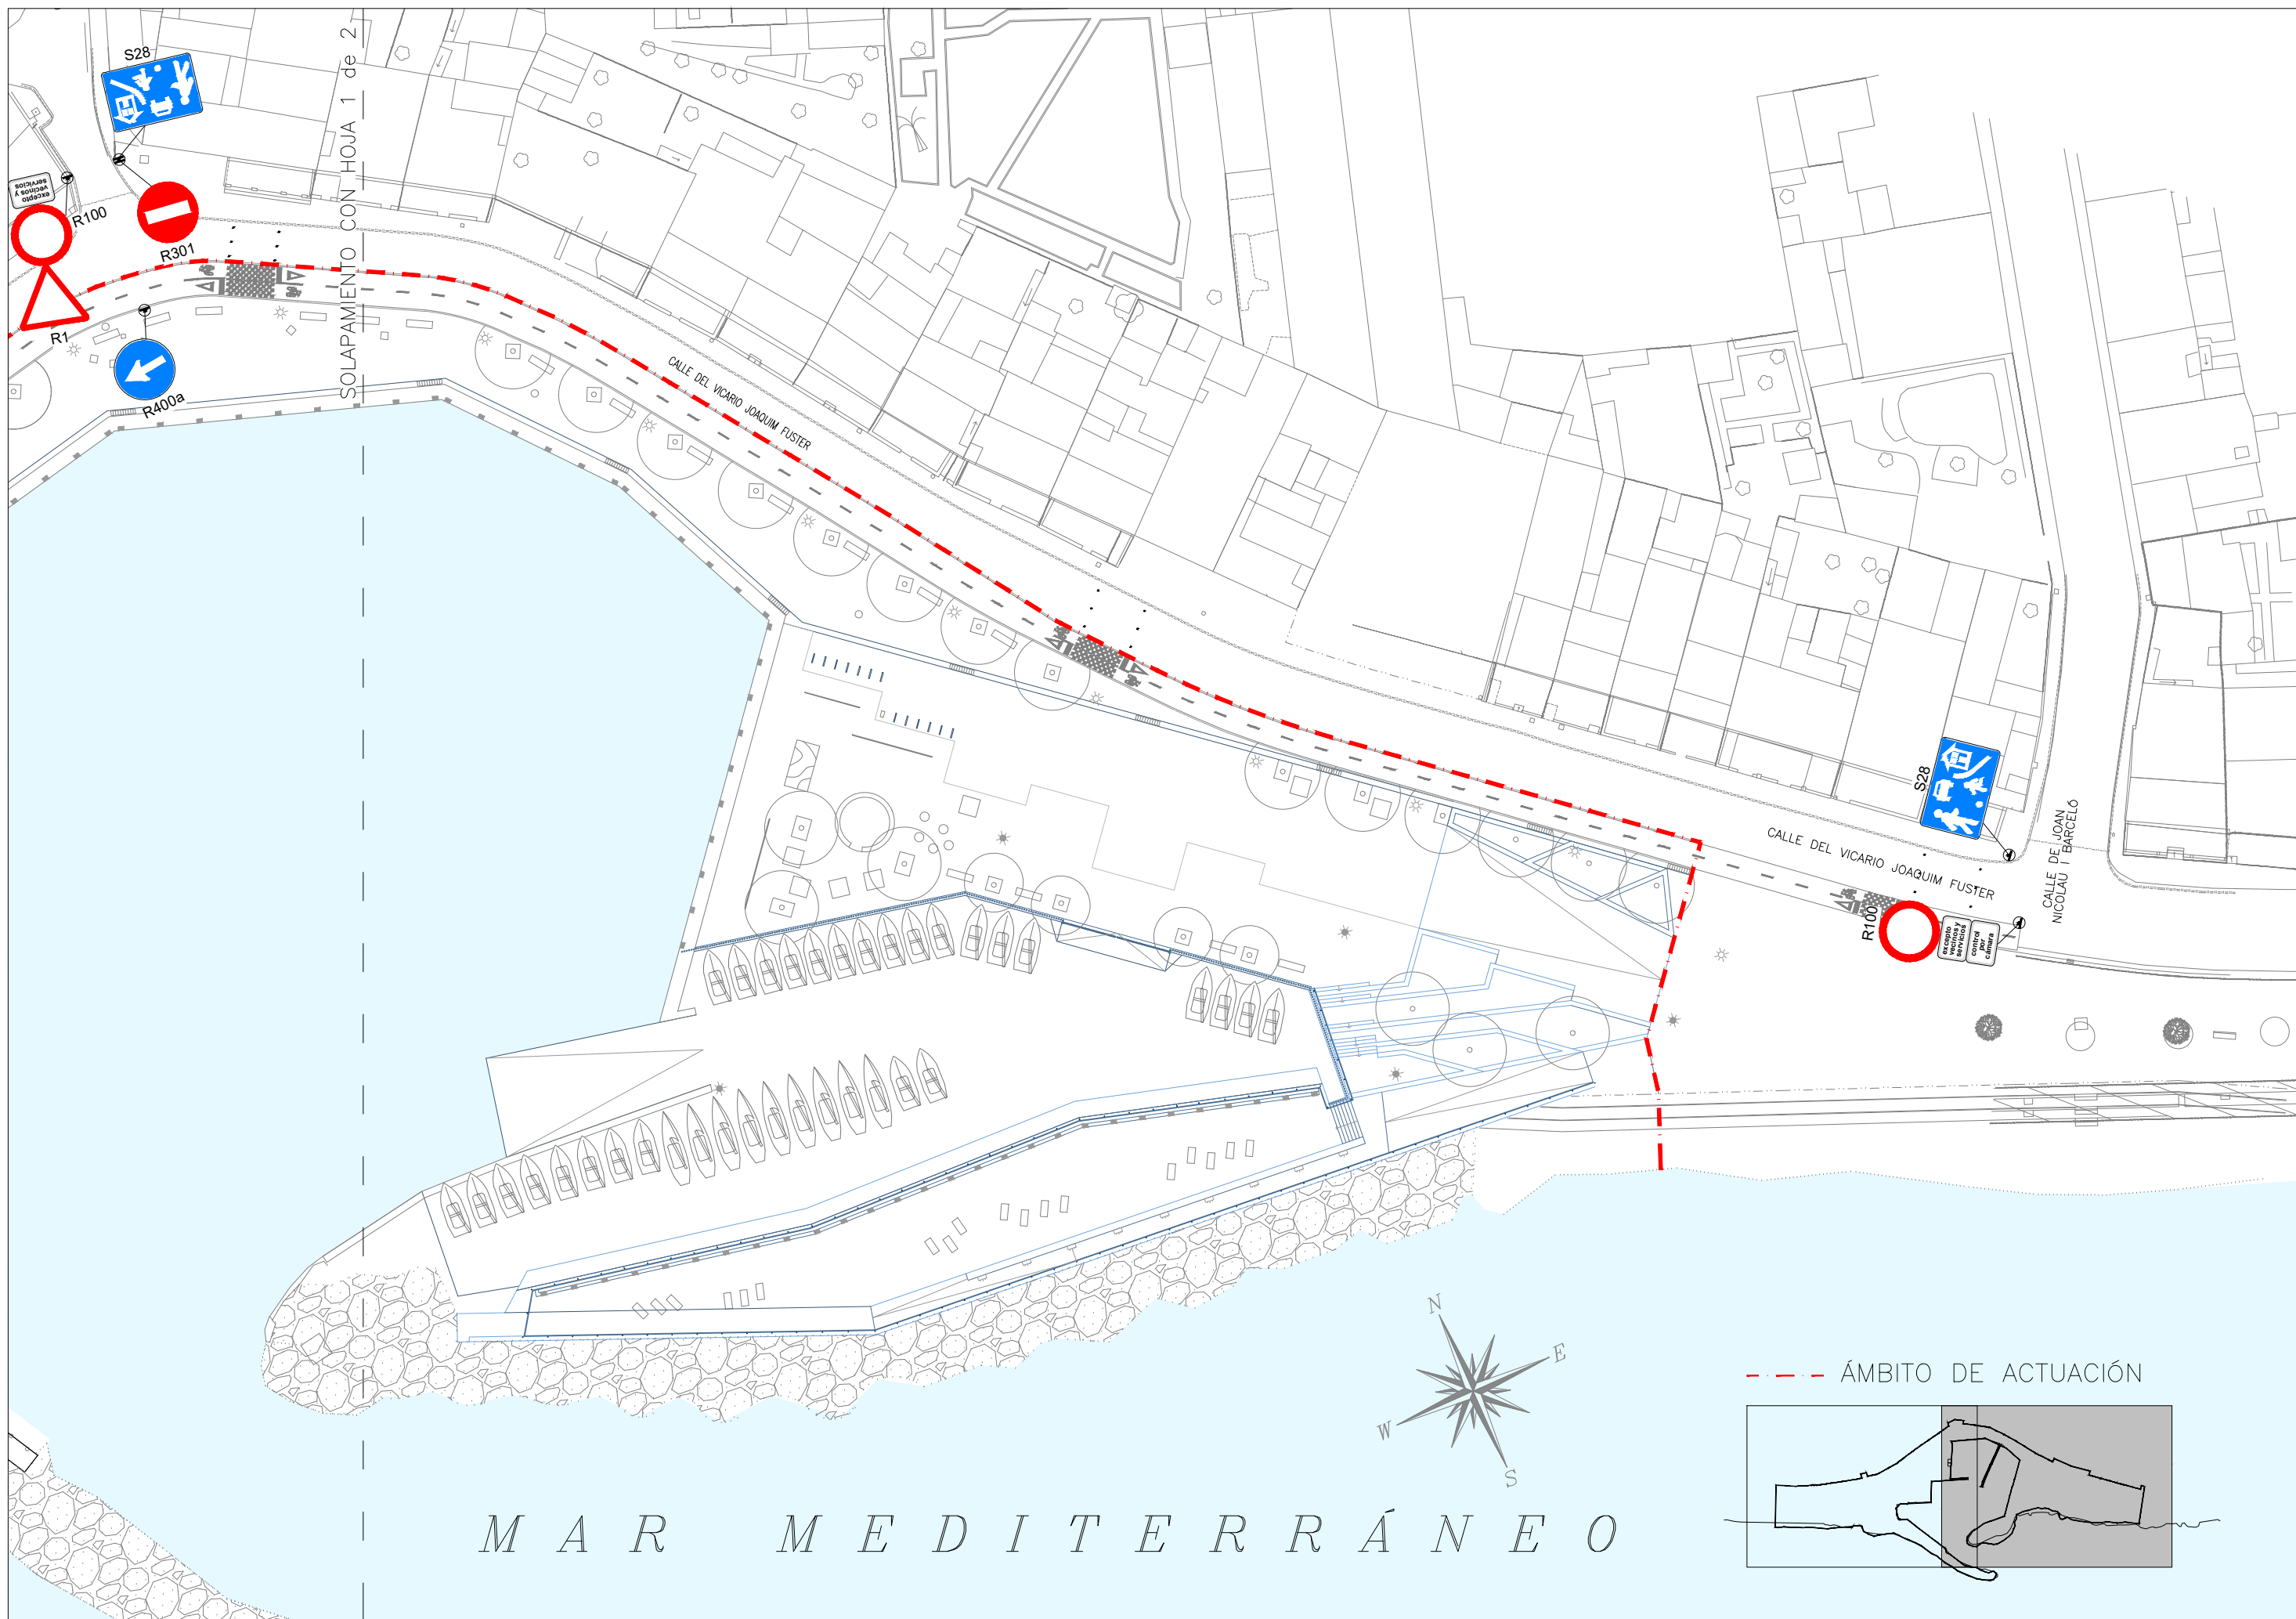 S28
SOLAPAMIENTO CON HOJA 1 de 2
excepto
vecinos y
servicios
R100
R301
R1
R400a
CALLE DEL VICARIO JOAQUIM FUSTER
S28
CALLE DEL VICARIO JOAQUIM FUSTER
CALLE DE JOAN
NICOLAU I BARCELÓ
R100
excepto
vecinos y
servicios
control
por
cámara
N
E
W
S
ÁMBITO DE ACTUACIÓN
MAR MEDITERRÁNEO